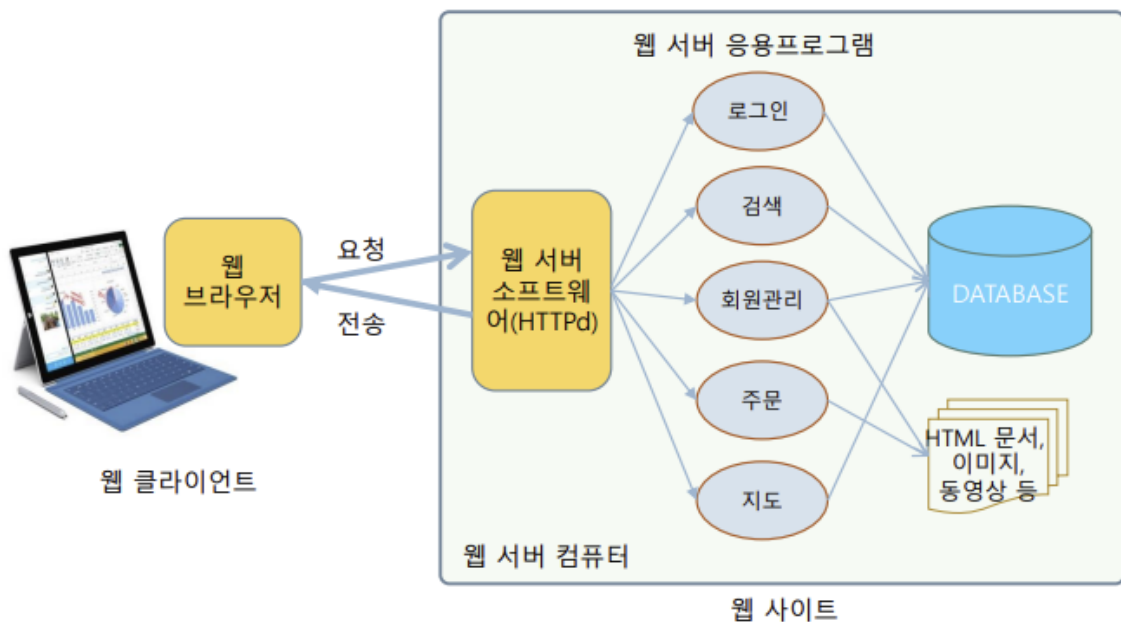 웹 서버 응용프로그램
로그인
검색
웹
브라우저
요청
전송
웹 서버
소프트웨
어(HTTPd)
회원관리
주문
지도
DATABASE
HTML 문서,
이미지,
동영상 등
웹 클라이언트
웹 서버 컴퓨터
웹 사이트